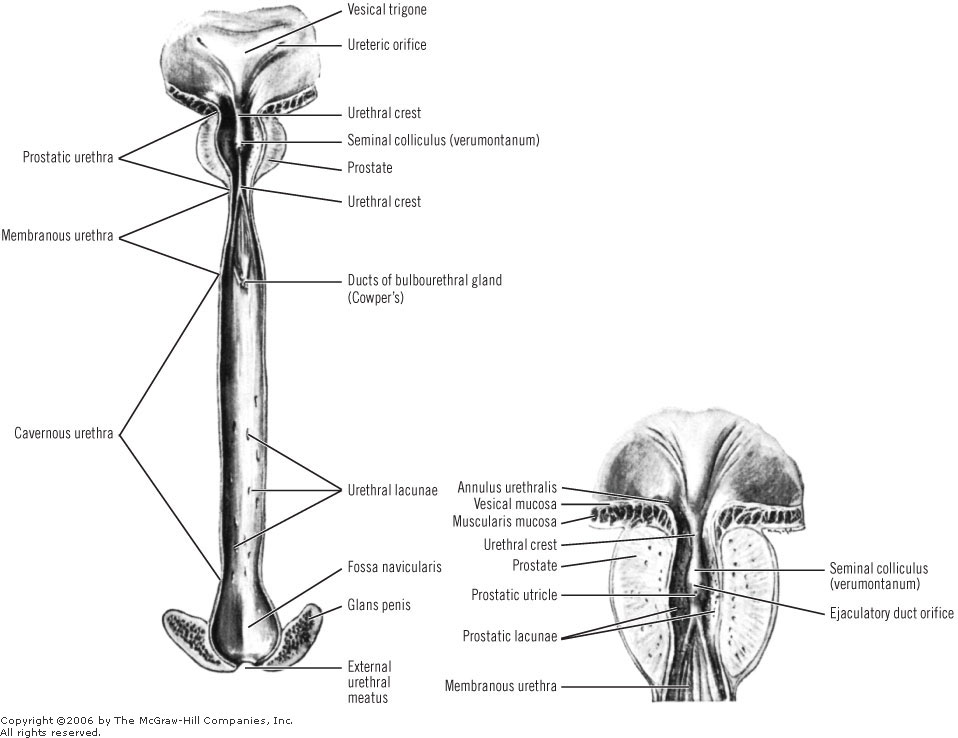 Vesical trigone
Ureteric orifice
Urethral crest
Seminal colliculus (verumontanum)
Prostatic urethra
Prostate
Urethral crest
Membranous urethra
Ducts of bulbourethral gland
(Cowper's)
Cavernous urethra
Urethral lacunae
Fossa navicularis
Glans penis
External
urethral
meatus
Annulus urethralis
Vesical mucosa
Muscularis mucosa
Urethral crest
Prostate
Prostatic utricle
Prostatic lacunae
Membranous urethra
Seminal colliculus
(verumontanum)
Ejaculatory duct orifice
Copyright ©2006 by The McGraw-Hill Companies, Inc.
All rights reserved.